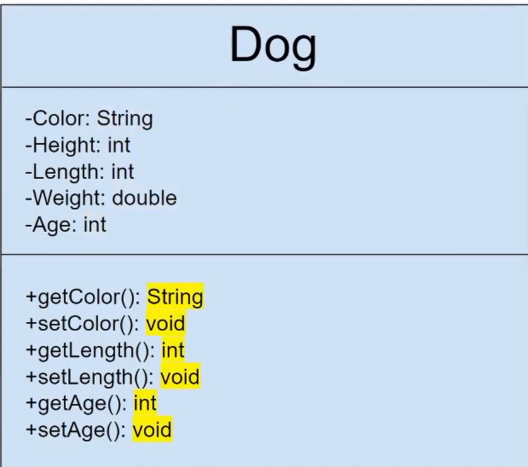 Dog
-Color: String
-Height: int
-Length: int
-Weight: double
-Age: int
+getColor(): String
+setColor(): void
+getLength(): int
+setLength(): void
+getAge(): int
+setAge(): void